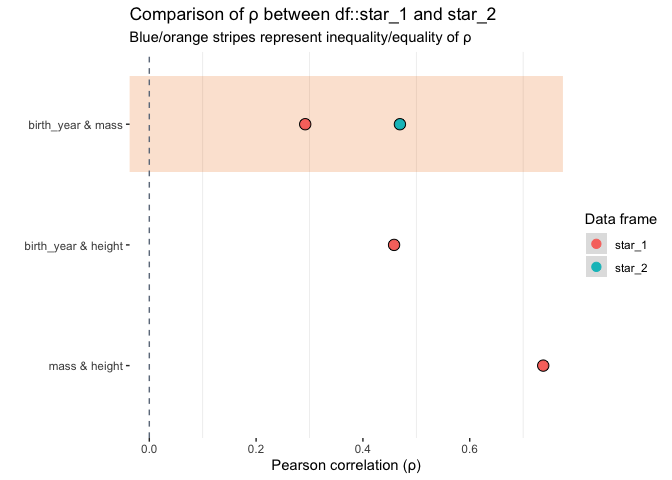 Comparison of ρ between df::star_1 and star_2
Blue/orange stripes represent inequality/equality of ρ
birth_year & mass
birth_year & height
mass & height
0.0 0.2 0.4 0.6
Pearson correlation (ρ)
Data frame
star_1
star_2